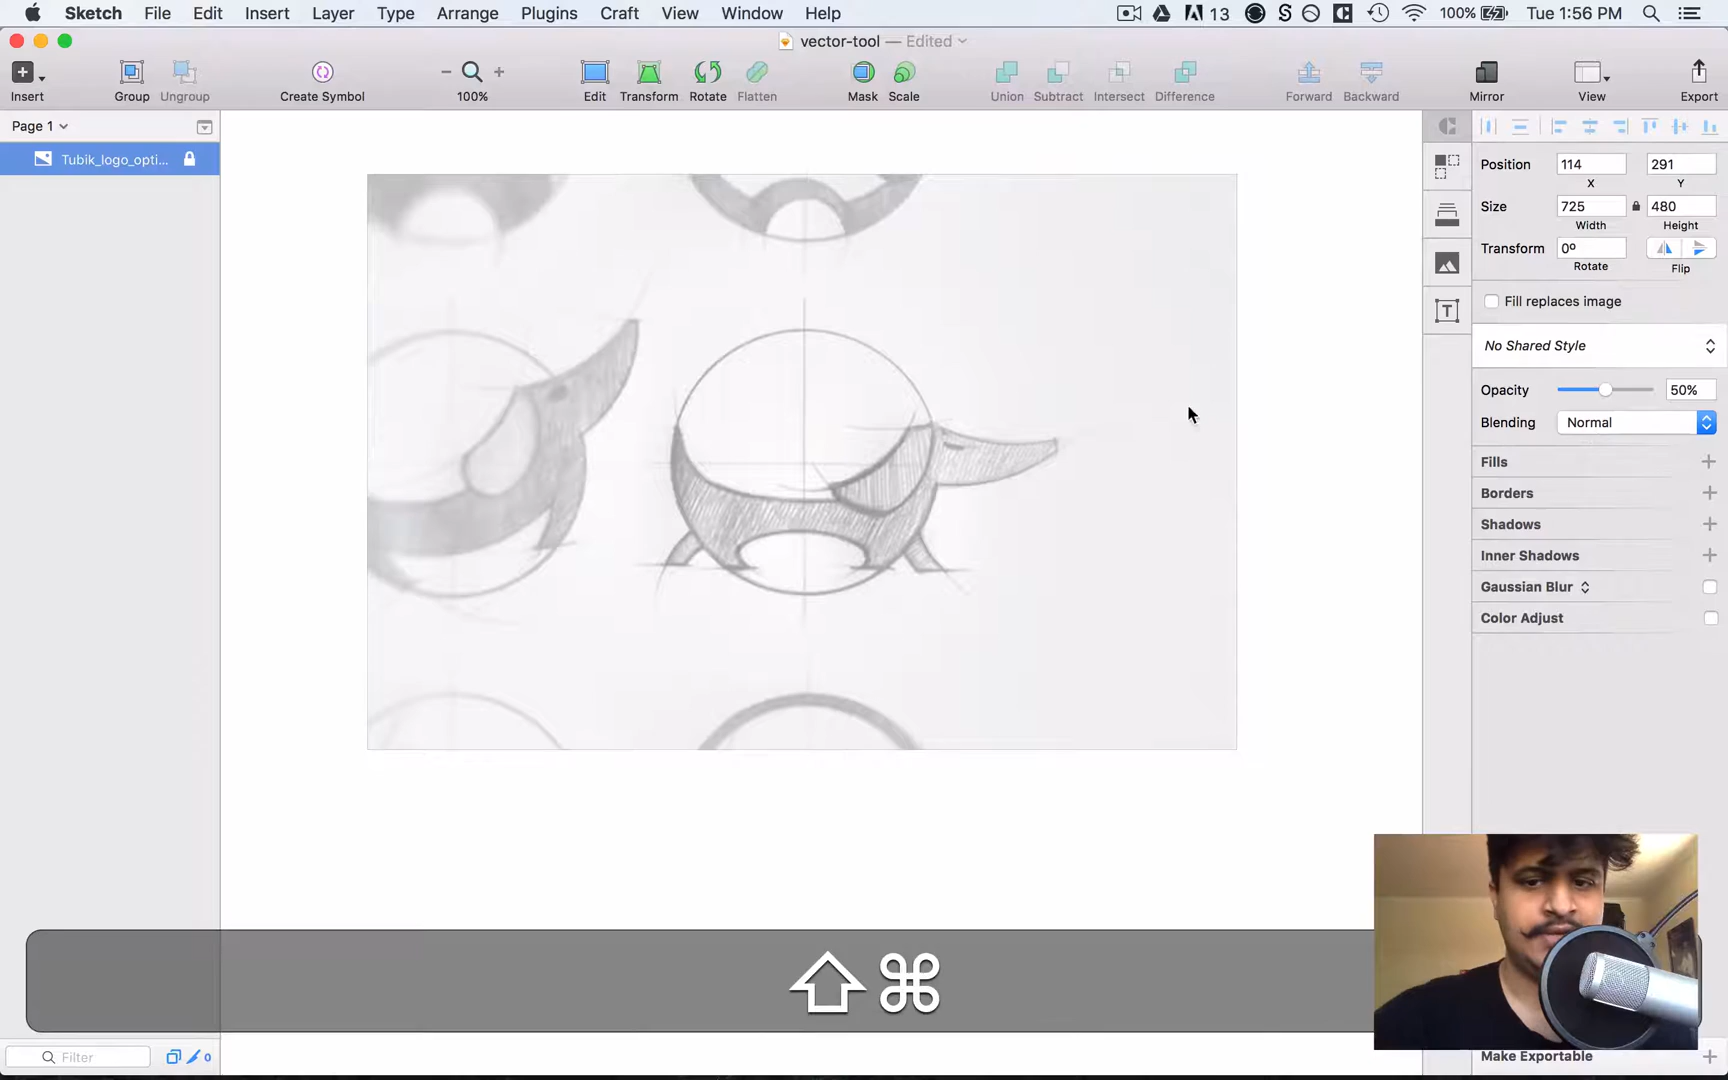 Sketch File Edit Insert Layer Type Arrange Plugins Craft View Window Help 13 100% Tue 1:56 PM
vector-tool — Edited
Insert Group Ungroup Create Symbol 100% Edit Transform Rotate Flatten Mask Scale Union Subtract Intersect Difference Forward Backward Mirror View Export
Page 1
Tubik_logo_opti...
Position 114 291
X Y
Size 725 480
Width Height
Transform 0º
Rotate Flip
Fill replaces image
No Shared Style
T
Opacity 50%
Blending Normal
Fills
Borders
Shadows
Inner Shadows
Gaussian Blur
Color Adjust
⇧⌘
Filter 0
Make Exportable